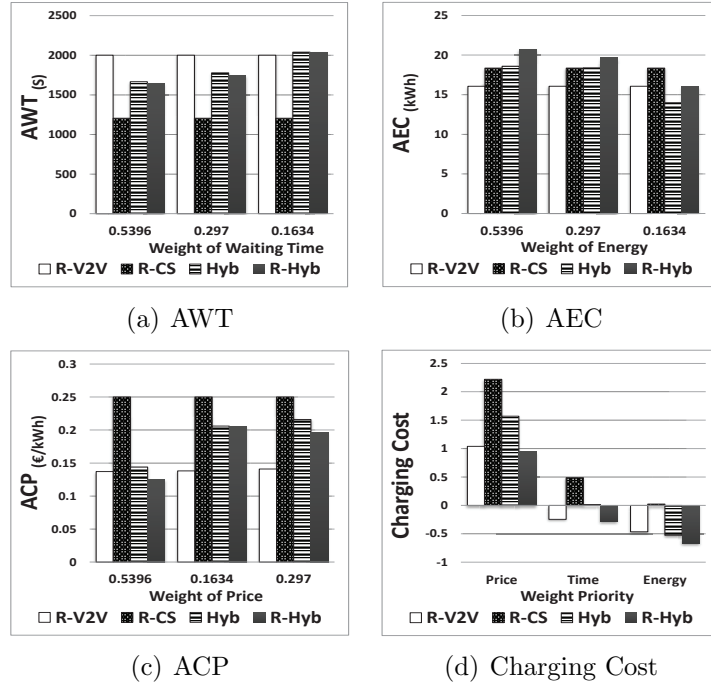 2500
2000
1500
1000
500
0
AWT (S)
0.5396 0.297 0.1634
Weight of Waiting Time
R-V2V R-CS Hyb R-Hyb
(a) AWT
25
20
15
10
5
0
AEC (kWh)
0.5396 0.297 0.1634
Weight of Energy
R-V2V R-CS Hyb R-Hyb
(b) AEC
0.3
0.25
0.2
0.15
0.1
0.05
0
ACP (€/kWh)
0.5396 0.1634 0.297
Weight of Price
R-V2V R-CS Hyb R-Hyb
(c) ACP
2.5
2
1.5
1
0.5
0
-0.5
-1
Charging Cost
Price Time Energy
Weight Priority
R-V2V R-CS Hyb R-Hyb
(d) Charging Cost